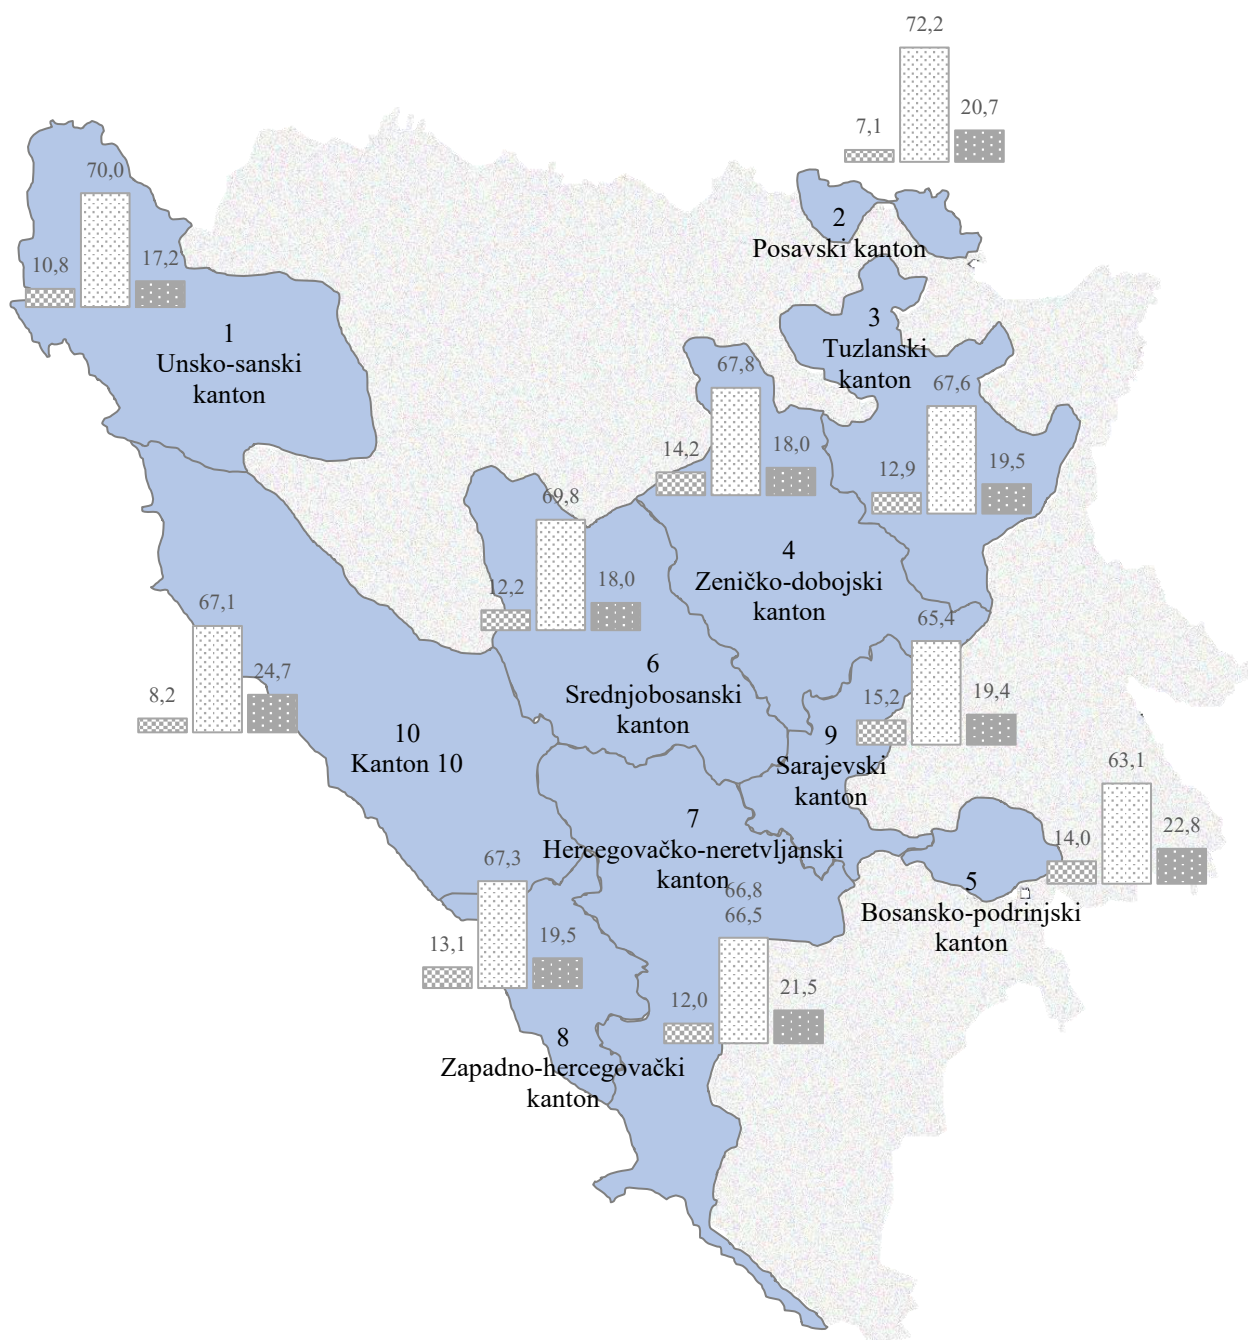 72,2
7,1
20,7
2
Posavski kanton
70,0
10,8
17,2
1
Unsko-sanski
kanton
3
Tuzlanski
kanton
67,6
12,9
19,5
67,8
14,2
18,0
4
Zeničko-dobojski
kanton
69,8
12,2
18,0
6
Srednjobosanski
kanton
67,1
8,2
24,7
10
Kanton 10
65,4
15,2
19,4
9
Sarajevski
kanton
63,1
14,0
22,8
5
Bosansko-podrinjski
kanton
7
Hercegovačko-neretvljanski
kanton
66,8
66,5
12,0
21,5
67,3
13,1
19,5
8
Zapadno-hercegovački
kanton